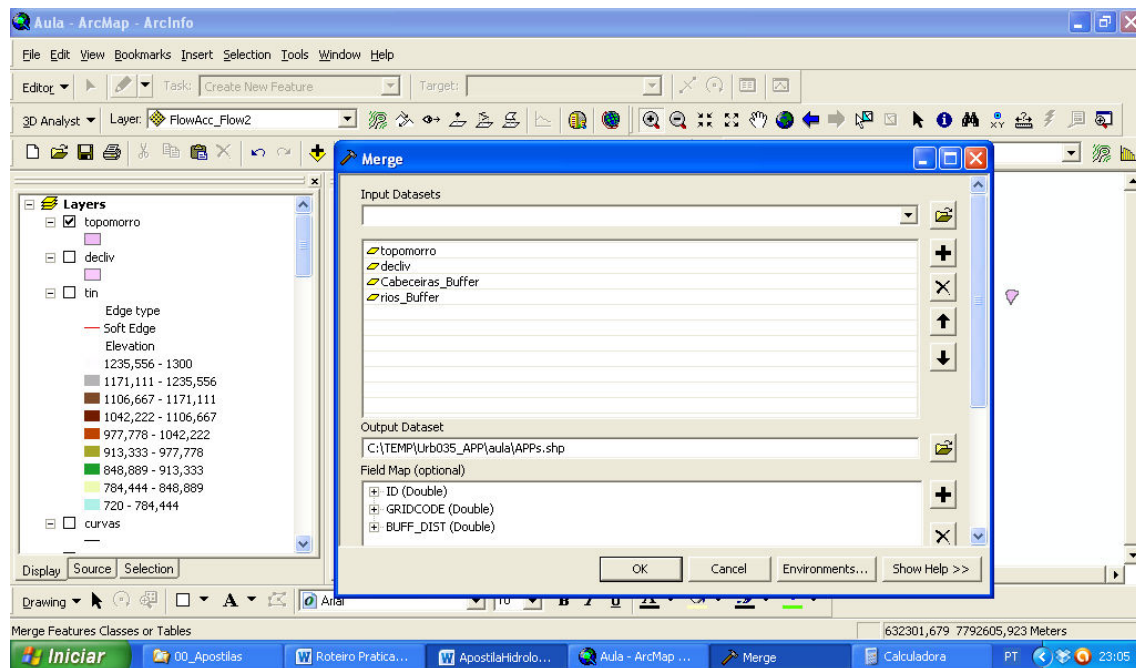 Aula - ArcMap - ArcInfo
File Edit View Bookmarks Insert Selection Tools Window Help
Editor Task: Create New Feature Target:
3D Analyst Layer: FlowAcc_Flow2
Merge
Layers
topomorro
decliv
tin
Edge type
Soft Edge
Elevation
1235,556 - 1300
1171,111 - 1235,556
1106,667 - 1171,111
1042,222 - 1106,667
977,778 - 1042,222
913,333 - 977,778
848,889 - 913,333
784,444 - 848,889
720 - 784,444
curvas
Display Source Selection
Input Datasets
topomorro
decliv
Cabeceiras_Buffer
rios_Buffer
Output Dataset
C:\TEMP\Urb035_APP\aula\APPs.shp
Field Map (optional)
ID (Double)
GRIDCODE (Double)
BUFF_DIST (Double)
OK Cancel Environments... Show Help >>
Drawing A Arial 10 B I U A
Merge Features Classes or Tables 632301,679 7792605,923 Meters
Iniciar 00_Apostilas Roteiro Pratica... ApostilaHidrolo... Aula - ArcMap ... Merge Calculadora PT 23:05